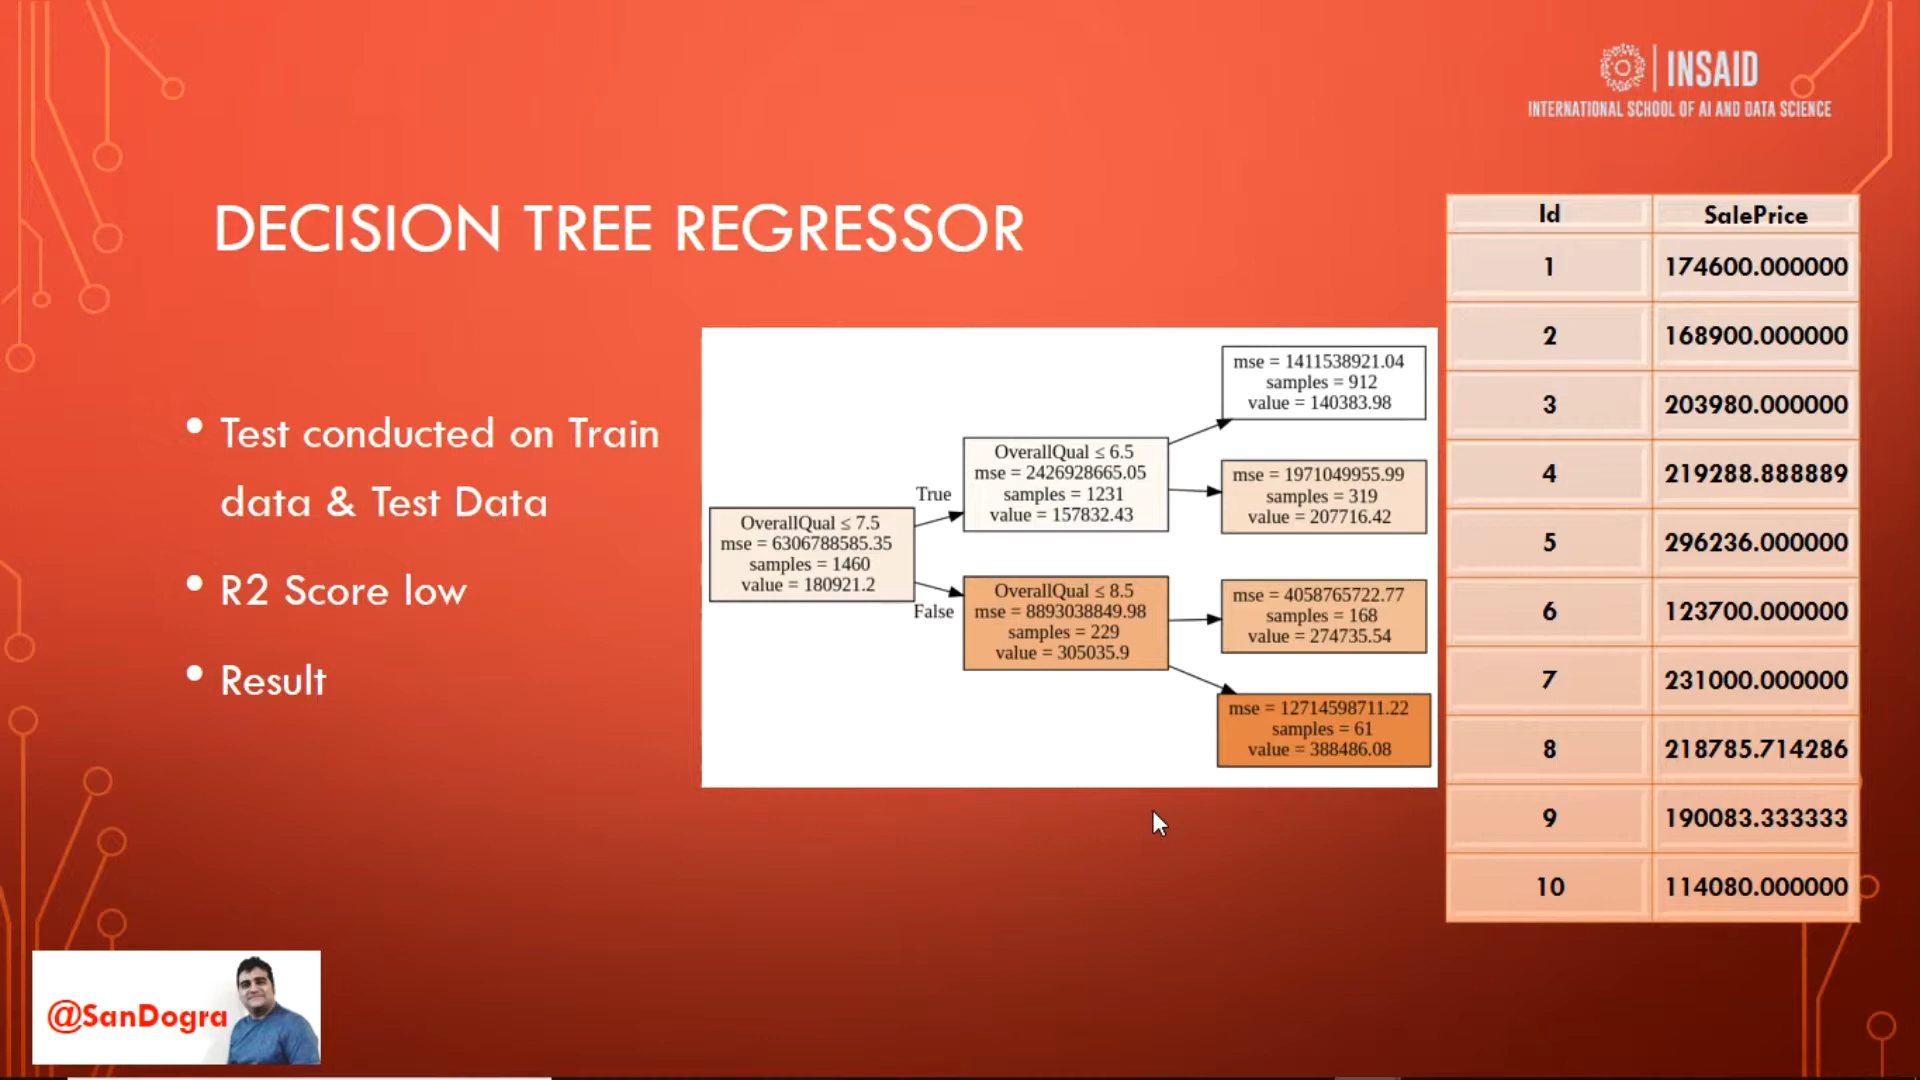 INSAID
INTERNATIONAL SCHOOL OF AI AND DATA SCIENCE
DECISION TREE REGRESSOR
• Test conducted on Train
data & Test Data
• R2 Score low
• Result
OverallQual ≤ 7.5
mse = 6306788585.35
samples = 1460
value = 180921.2
True
False
OverallQual ≤ 6.5
mse = 2426928665.05
samples = 1231
value = 157832.43
OverallQual ≤ 8.5
mse = 8893038849.98
samples = 229
value = 305035.9
mse = 1411538921.04
samples = 912
value = 140383.98
mse = 1971049955.99
samples = 319
value = 207716.42
mse = 4058765722.77
samples = 168
value = 274735.54
mse = 12714598711.22
samples = 61
value = 388486.08
Id SalePrice
1 174600.000000
2 168900.000000
3 203980.000000
4 219288.888889
5 296236.000000
6 123700.000000
7 231000.000000
8 218785.714286
9 190083.333333
10 114080.000000
@SanDogra